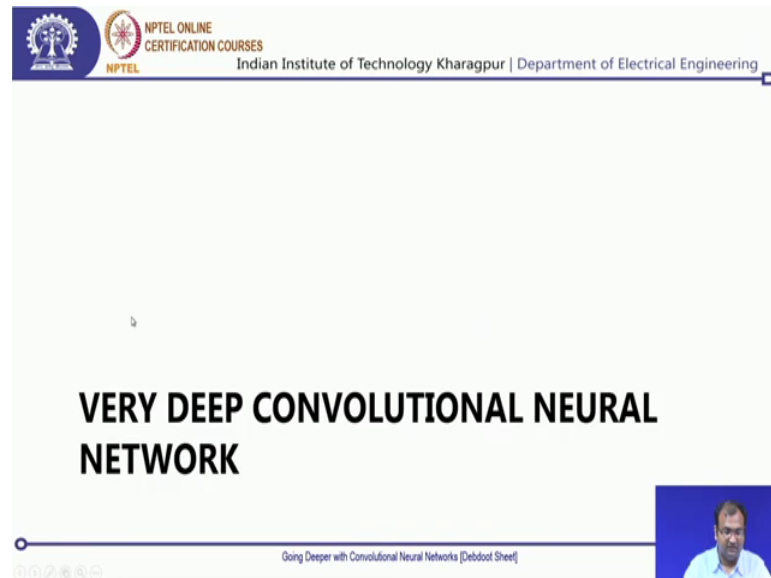 NPTEL ONLINE
CERTIFICATION COURSES
NPTEL
Indian Institute of Technology Kharagpur | Department of Electrical Engineering
VERY DEEP CONVOLUTIONAL NEURAL
NETWORK
Going Deeper with Convolutional Neural Networks [Debdoot Sheet]